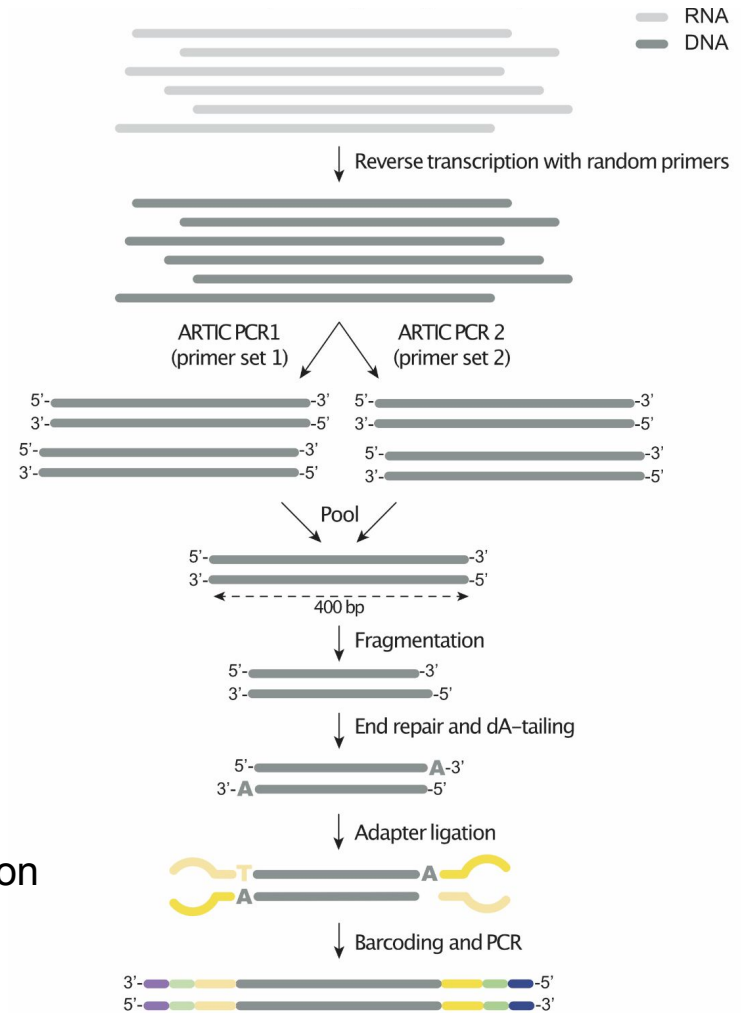 RNA
DNA
Reverse transcription with random primers
ARTIC PCR1
(primer set 1)
ARTIC PCR 2
(primer set 2)
5'- -3' 5'- -3'
3'- -5' 3'- -5'
5'- -3' 5'- -3'
3'- -5' 3'- -5'
Pool
5'- -3'
3'- -5'
400 bp
Fragmentation
5'- -3'
3'- -5'
End repair and dA-tailing
5'- A-3'
3'-A -5'
Adapter ligation
on
T A
A
Barcoding and PCR
3'- -5'
5'- -3'